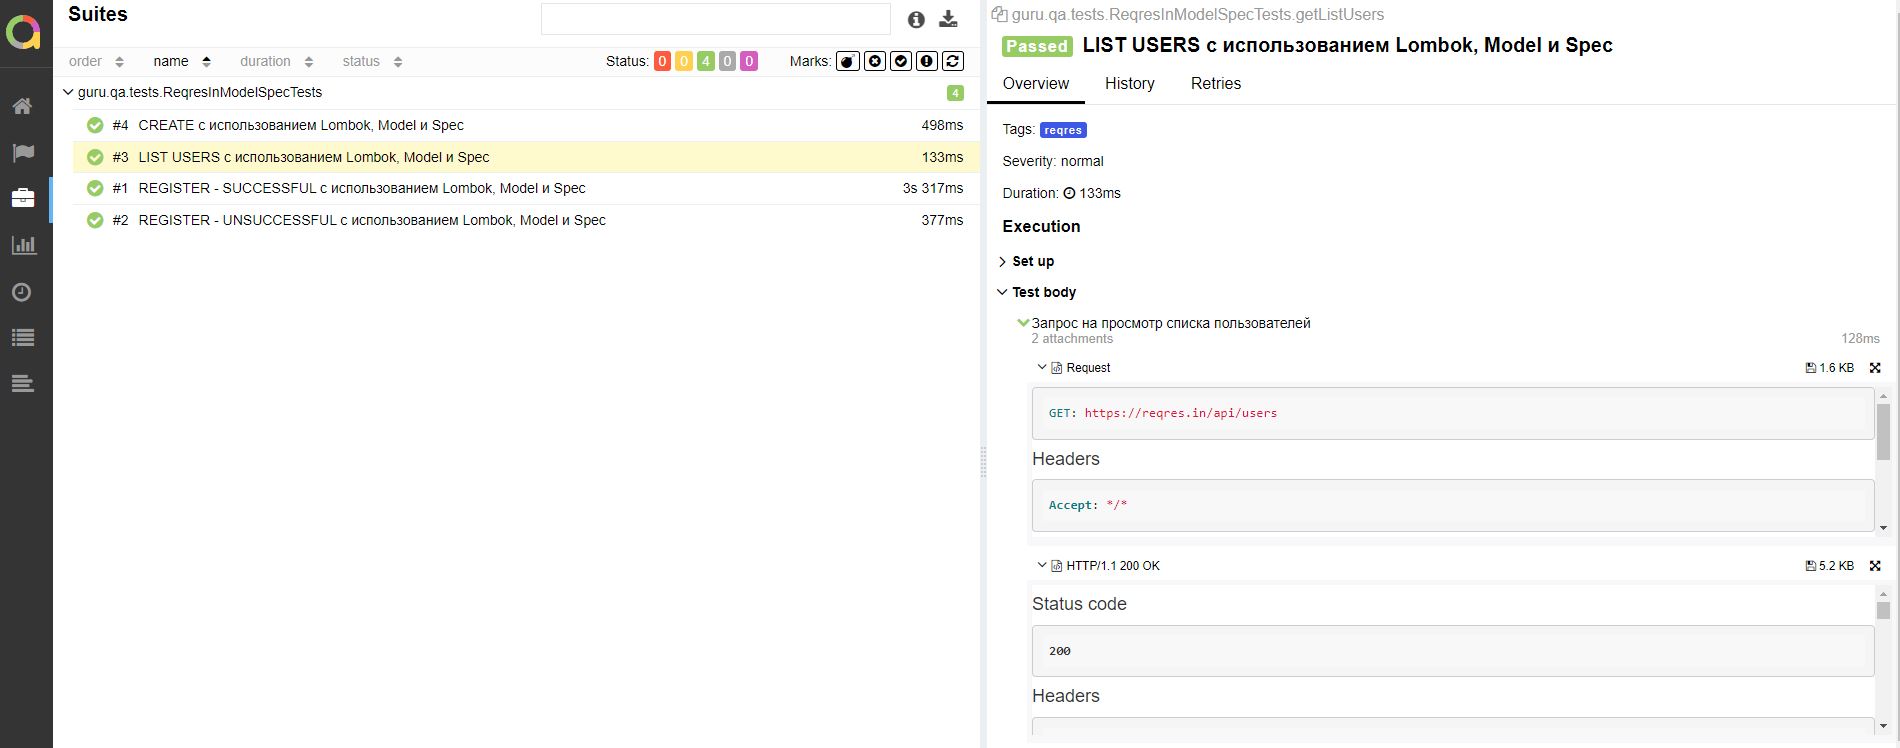 Suites
order name duration status Status: 0 0 4 0 0 Marks:
guru.qa.tests.ReqresInModelSpecTests 4
#4 CREATE с использованием Lombok, Model и Spec 498ms
#3 LIST USERS с использованием Lombok, Model и Spec 133ms
#1 REGISTER - SUCCESSFUL с использованием Lombok, Model и Spec 3s 317ms
#2 REGISTER - UNSUCCESSFUL с использованием Lombok, Model и Spec 377ms
guru.qa.tests.ReqresInModelSpecTests.getListUsers
Passed LIST USERS с использованием Lombok, Model и Spec
Overview History Retries
Tags: reqres
Severity: normal
Duration: 133ms
Execution
Set up
Test body
Запрос на просмотр списка пользователей
2 attachments 128ms
Request 1.6 KB
GET: https://reqres.in/api/users
Headers
Accept: */*
HTTP/1.1 200 OK 5.2 KB
Status code
200
Headers